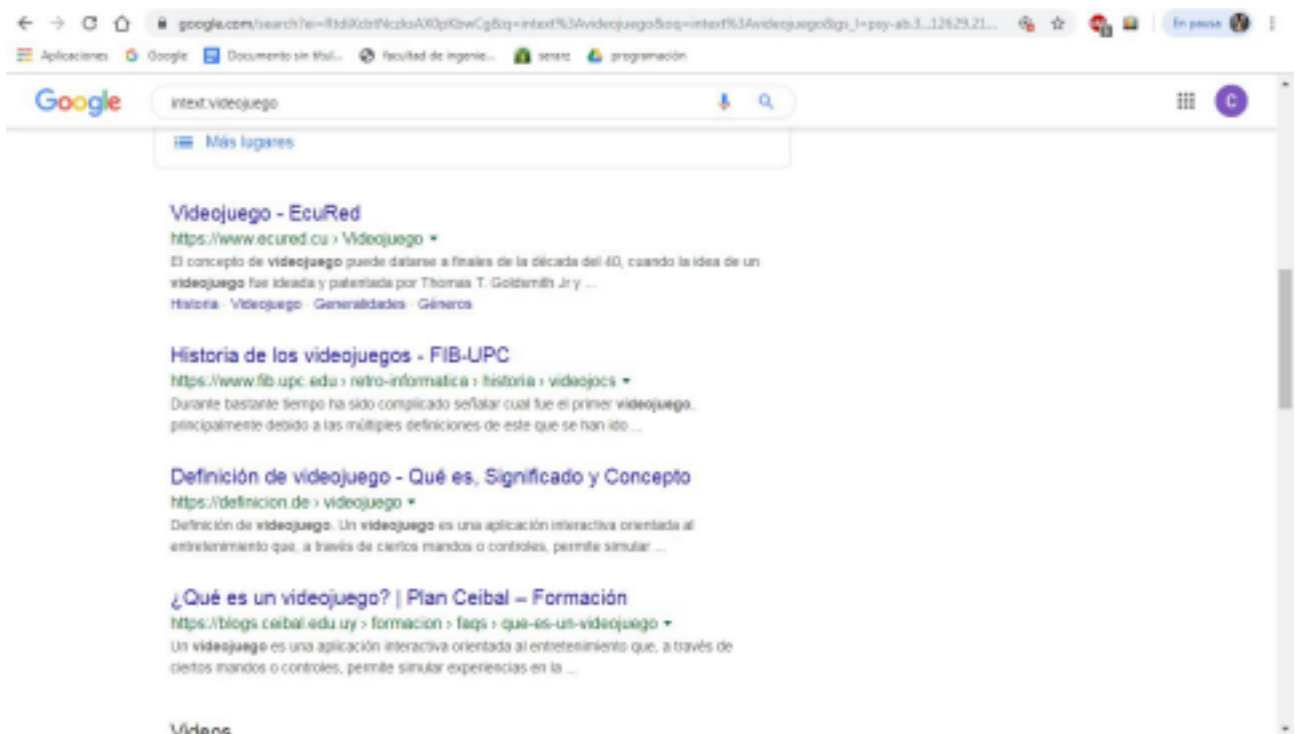 En pausa
Aplicaciones Google Documento sin títul... facultad de ingenie... programación
Google intext:videojuego C
Más lugares
Videojuego - EcuRed
https://www.ecured.cu › Videojuego
El concepto de videojuego puede datarse a finales de la década del 40, cuando la idea de un
videojuego fue ideada y patentada por Thomas T. Goldsmith Jr y ...
Historia · Videojuego · Generalidades · Géneros
Historia de los videojuegos - FIB-UPC
https://www.fib.upc.edu › retro-informatica › historia › videojocs
Durante bastante tiempo ha sido complicado señalar cual fue el primer videojuego,
principalmente debido a las múltiples definiciones de este que se han ido ...
Definición de videojuego - Qué es, Significado y Concepto
https://definicion.de › videojuego
Definición de videojuego. Un videojuego es una aplicación interactiva orientada al
entretenimiento que, a través de ciertos mandos o controles, permite simular ...
¿Qué es un videojuego? | Plan Ceibal – Formación
https://blogs.ceibal.edu.uy › formacion › faqs › que-es-un-videojuego
Un videojuego es una aplicación interactiva orientada al entretenimiento que, a través de
ciertos mandos o controles, permite simular experiencias en la ...
Videos